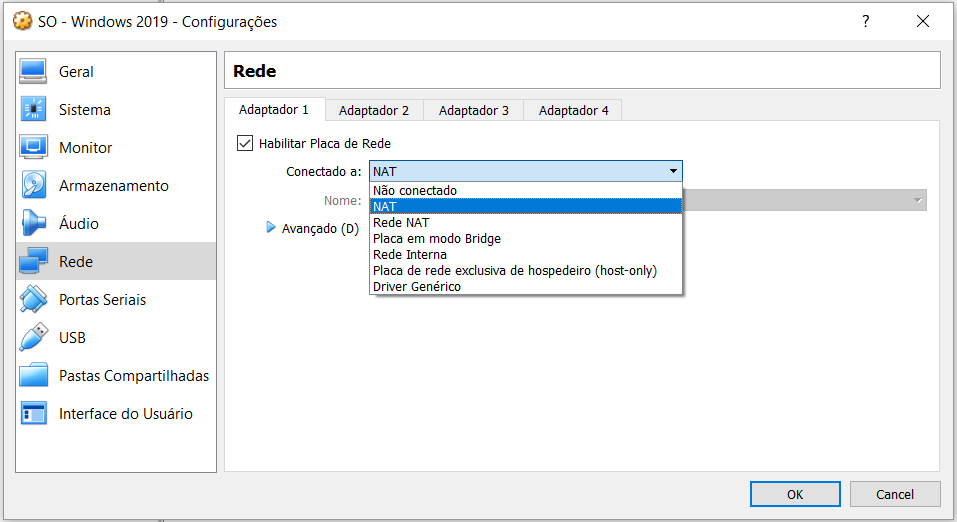 SO - Windows 2019 - Configurações
?
Geral
Sistema
Monitor
Armazenamento
Áudio
Rede
Portas Seriais
USB
Pastas Compartilhadas
Interface do Usuário
Rede
Adaptador 1 Adaptador 2 Adaptador 3 Adaptador 4
Habilitar Placa de Rede
Conectado a: NAT
Não conectado
Nome:
NAT
Rede NAT
Avançado (D)
Placa em modo Bridge
Rede Interna
Placa de rede exclusiva de hospedeiro (host-only)
Driver Genérico
OK Cancel